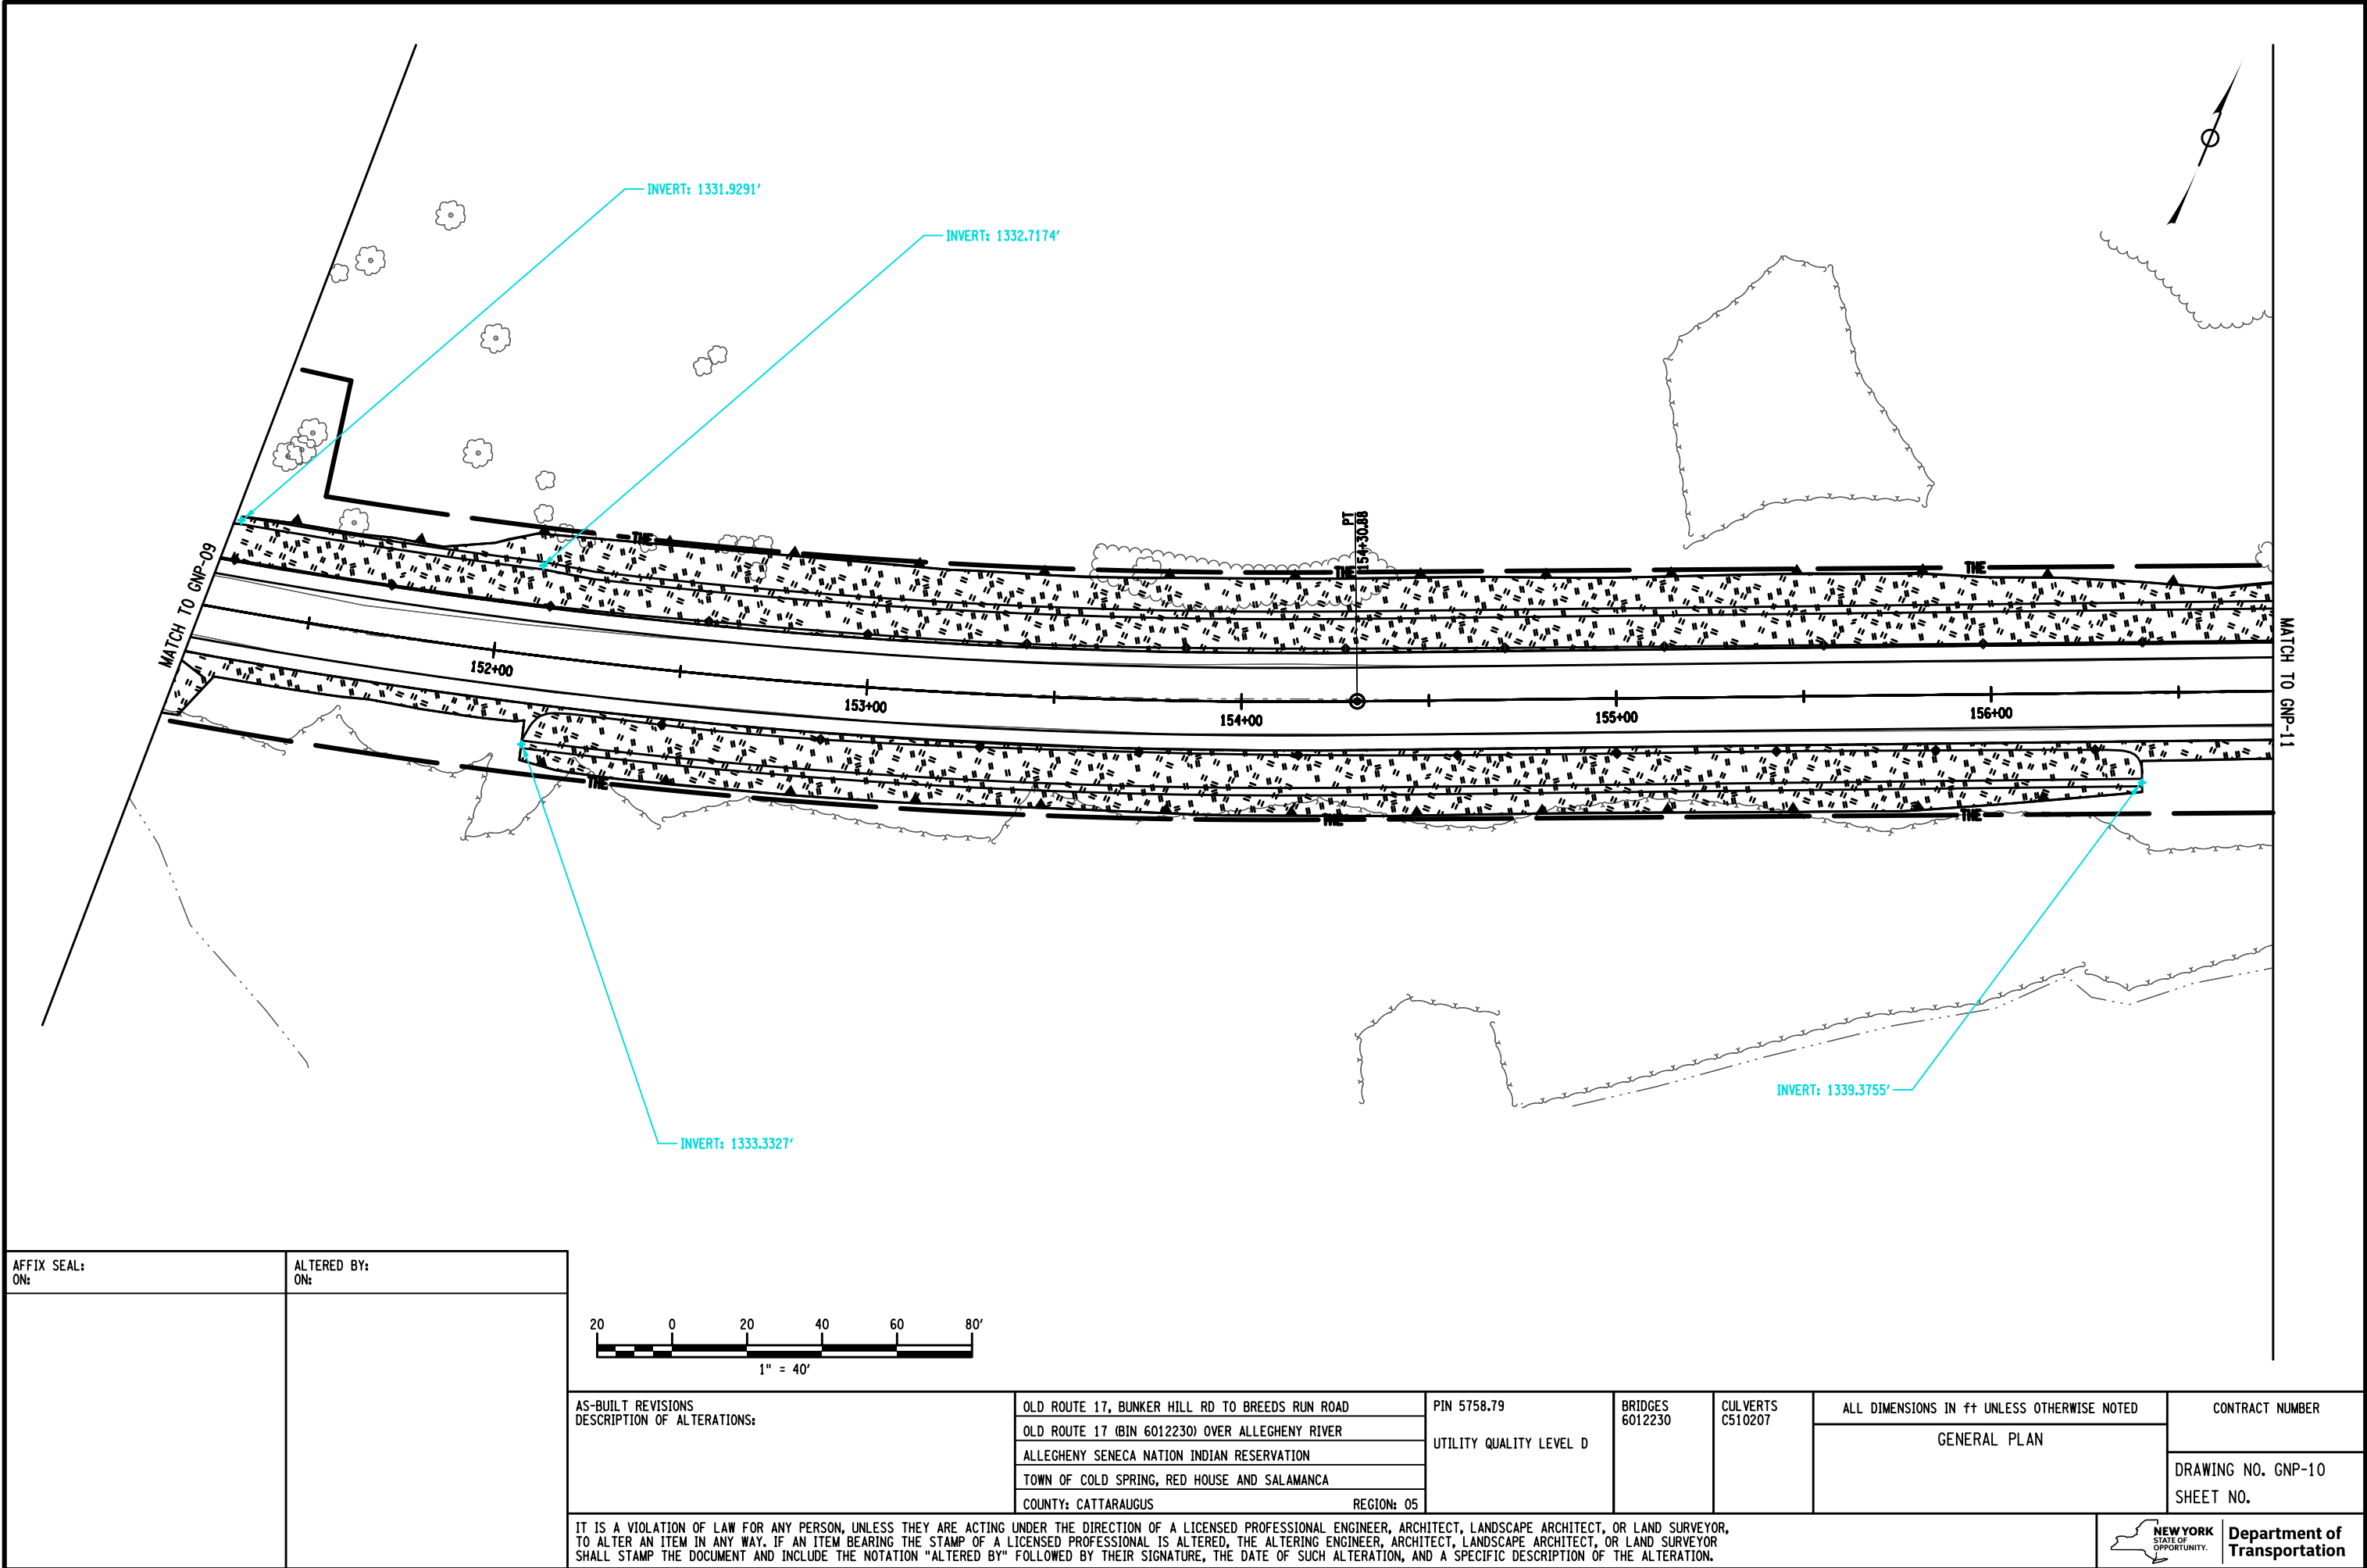 INVERT: 1331.9291'
INVERT: 1332.7174'
MATCH TO GNP-09
THE
PT
154+30.88
THE
THE
MATCH TO GNP-11
152+00
153+00
154+00
155+00
156+00
THE
THE
THE
INVERT: 1339.3755'
INVERT: 1333.3327'
AFFIX SEAL:
ON:
ALTERED BY:
ON:
20 0 20 40 60 80'
1" = 40'
AS-BUILT REVISIONS
DESCRIPTION OF ALTERATIONS:
OLD ROUTE 17, BUNKER HILL RD TO BREEDS RUN ROAD
OLD ROUTE 17 (BIN 6012230) OVER ALLEGHENY RIVER
ALLEGHENY SENECA NATION INDIAN RESERVATION
TOWN OF COLD SPRING, RED HOUSE AND SALAMANCA
COUNTY: CATTARAUGUS REGION: 05
PIN 5758.79
UTILITY QUALITY LEVEL D
BRIDGES
6012230
CULVERTS
C510207
ALL DIMENSIONS IN ft UNLESS OTHERWISE NOTED
GENERAL PLAN
CONTRACT NUMBER
DRAWING NO. GNP-10
SHEET NO.
IT IS A VIOLATION OF LAW FOR ANY PERSON, UNLESS THEY ARE ACTING UNDER THE DIRECTION OF A LICENSED PROFESSIONAL ENGINEER, ARCHITECT, LANDSCAPE ARCHITECT, OR LAND SURVEYOR,
TO ALTER AN ITEM IN ANY WAY. IF AN ITEM BEARING THE STAMP OF A LICENSED PROFESSIONAL IS ALTERED, THE ALTERING ENGINEER, ARCHITECT, LANDSCAPE ARCHITECT, OR LAND SURVEYOR
SHALL STAMP THE DOCUMENT AND INCLUDE THE NOTATION "ALTERED BY" FOLLOWED BY THEIR SIGNATURE, THE DATE OF SUCH ALTERATION, AND A SPECIFIC DESCRIPTION OF THE ALTERATION.
NEW YORK
STATE OF
OPPORTUNITY.
Department of
Transportation